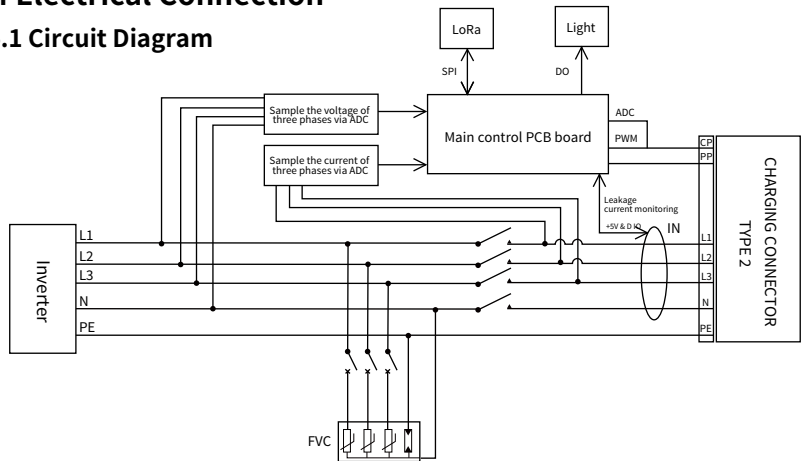 Electrical Connection
.1 Circuit Diagram
LoRa
Light
SPI
DO
Sample the voltage of
three phases via ADC
Main control PCB board
ADC
PWM
Sample the current of
three phases via ADC
CP
PP
Leakage
current monitoring
+5V & D IO
IN
L1
L2
L3
N
PE
Inverter
L1
L2
L3
N
PE
CHARGING CONNECTOR
TYPE 2
FVC